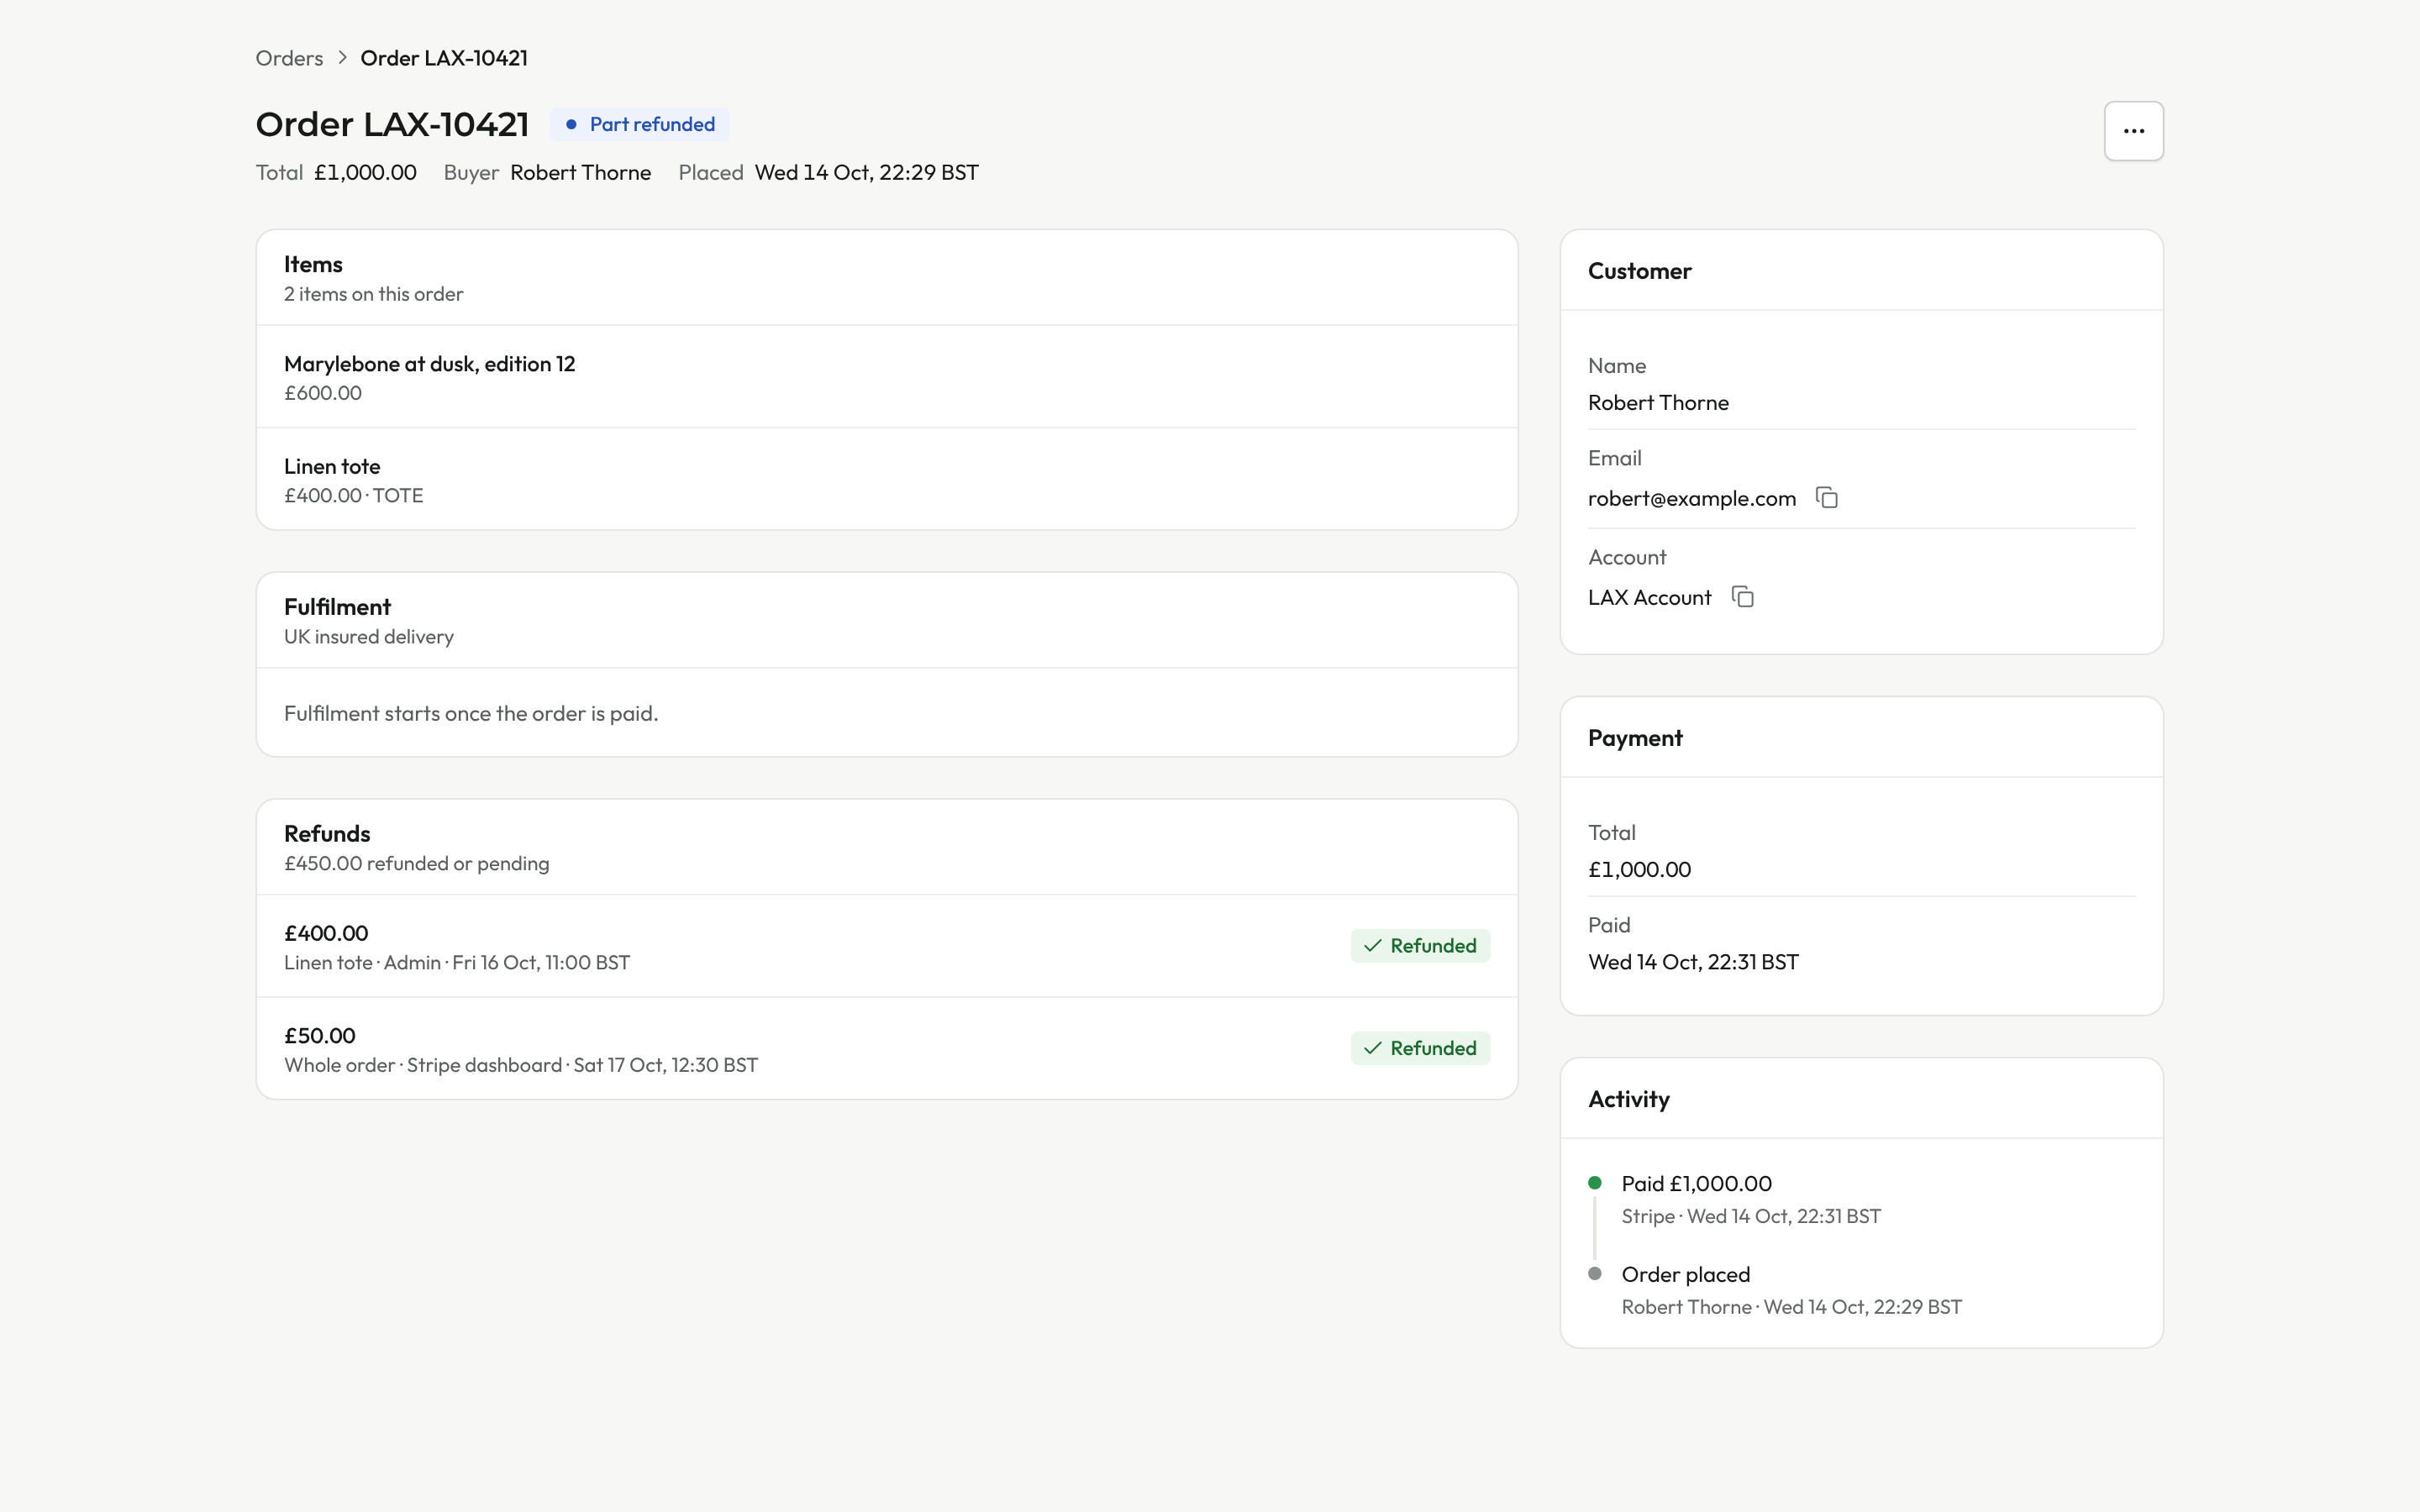 Orders > Order LAX-10421
Order LAX-10421 Part refunded
Total £1,000.00 Buyer Robert Thorne Placed Wed 14 Oct, 22:29 BST
Items
2 items on this order
Marylebone at dusk, edition 12
£600.00
Linen tote
£400.00 · TOTE
Fulfilment
UK insured delivery
Fulfilment starts once the order is paid.
Refunds
£450.00 refunded or pending
£400.00
Linen tote · Admin · Fri 16 Oct, 11:00 BST
Refunded
£50.00
Whole order · Stripe dashboard · Sat 17 Oct, 12:30 BST
Refunded
Customer
Name
Robert Thorne
Email
robert@example.com
Account
LAX Account
Payment
Total
£1,000.00
Paid
Wed 14 Oct, 22:31 BST
Activity
Paid £1,000.00
Stripe · Wed 14 Oct, 22:31 BST
Order placed
Robert Thorne · Wed 14 Oct, 22:29 BST